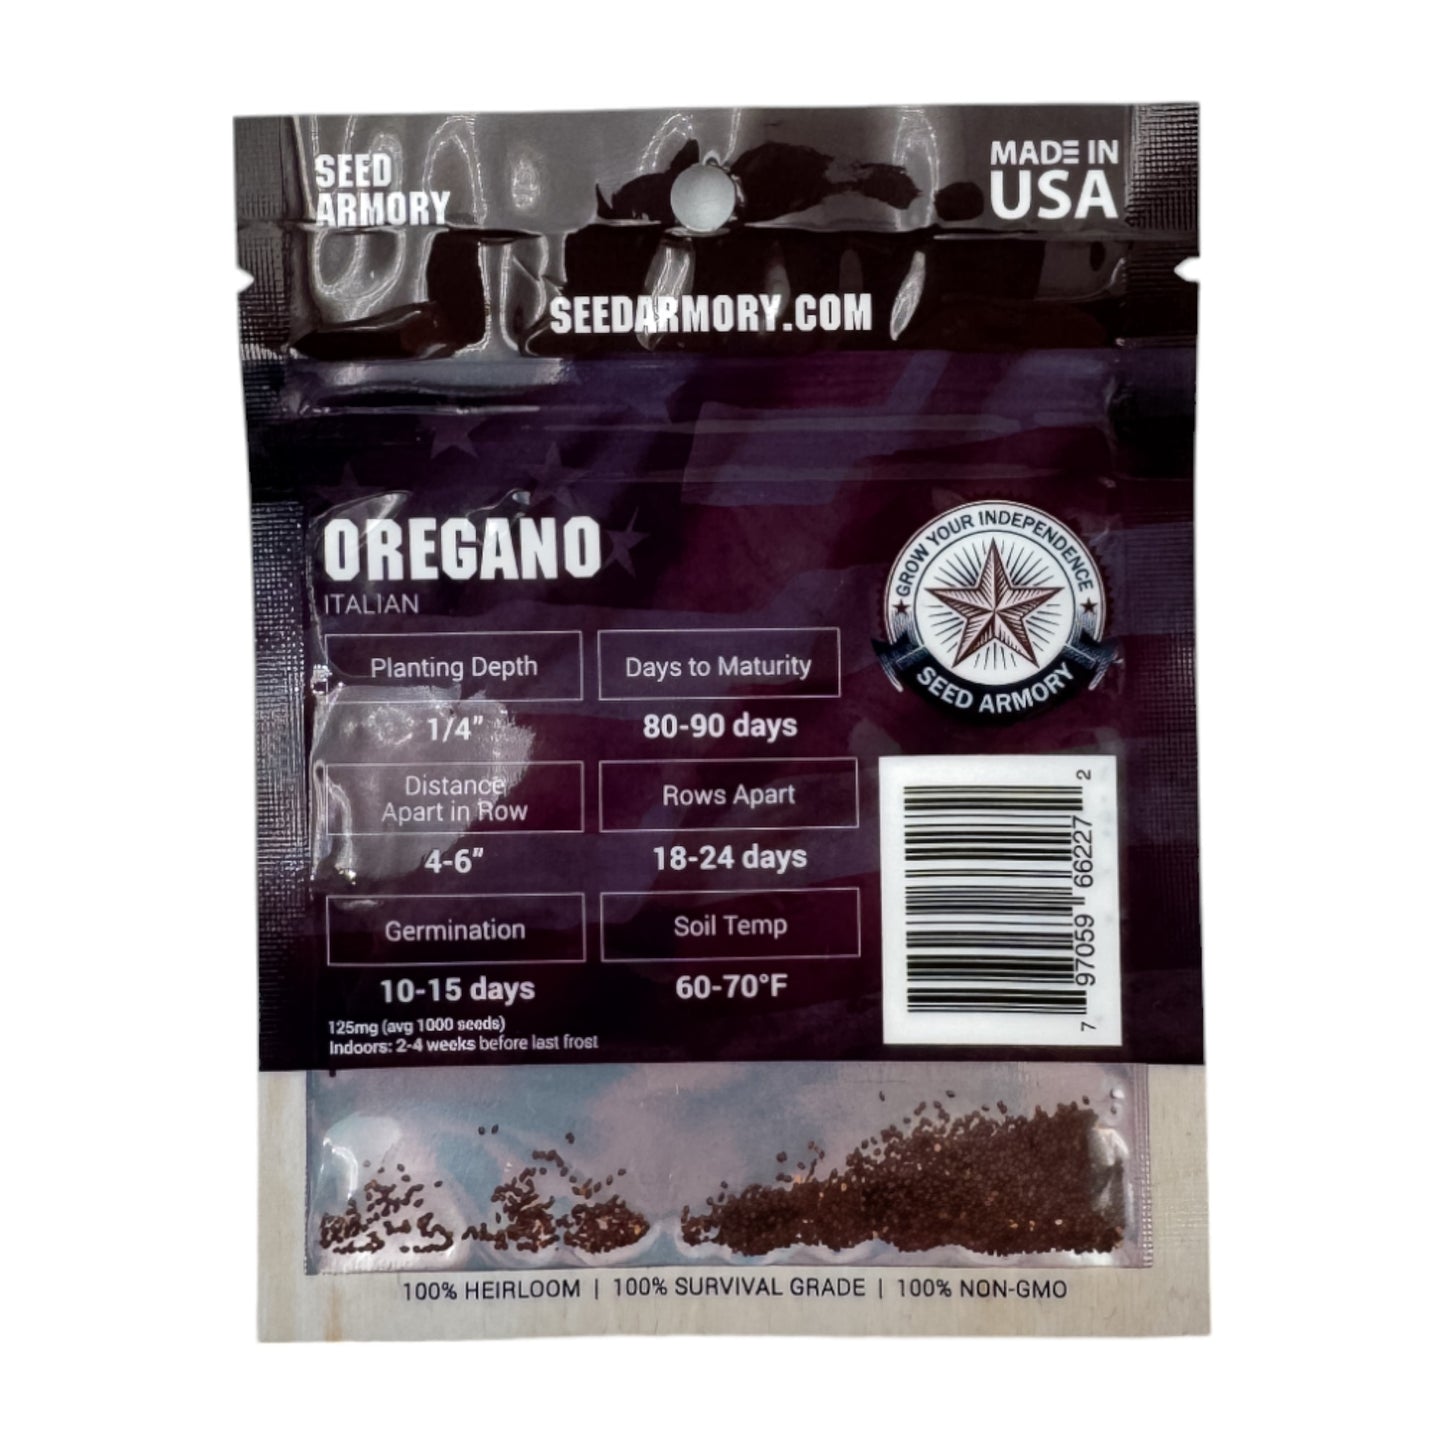 SEED
ARMORY
MADE IN
USA
SEEDARMORY.COM
OREGANO
ITALIAN
GROW YOUR INDEPENDENCE
SEED ARMORY
Planting Depth
Days to Maturity
1/4"
80-90 days
Distance
Apart in Row
Rows Apart
4-6"
18-24 days
Germination
Soil Temp
10-15 days
60-70°F
125mg (avg 1000 seeds)
Indoors: 2-4 weeks before last frost
7 97059 66227 2
100% HEIRLOOM | 100% SURVIVAL GRADE | 100% NON-GMO